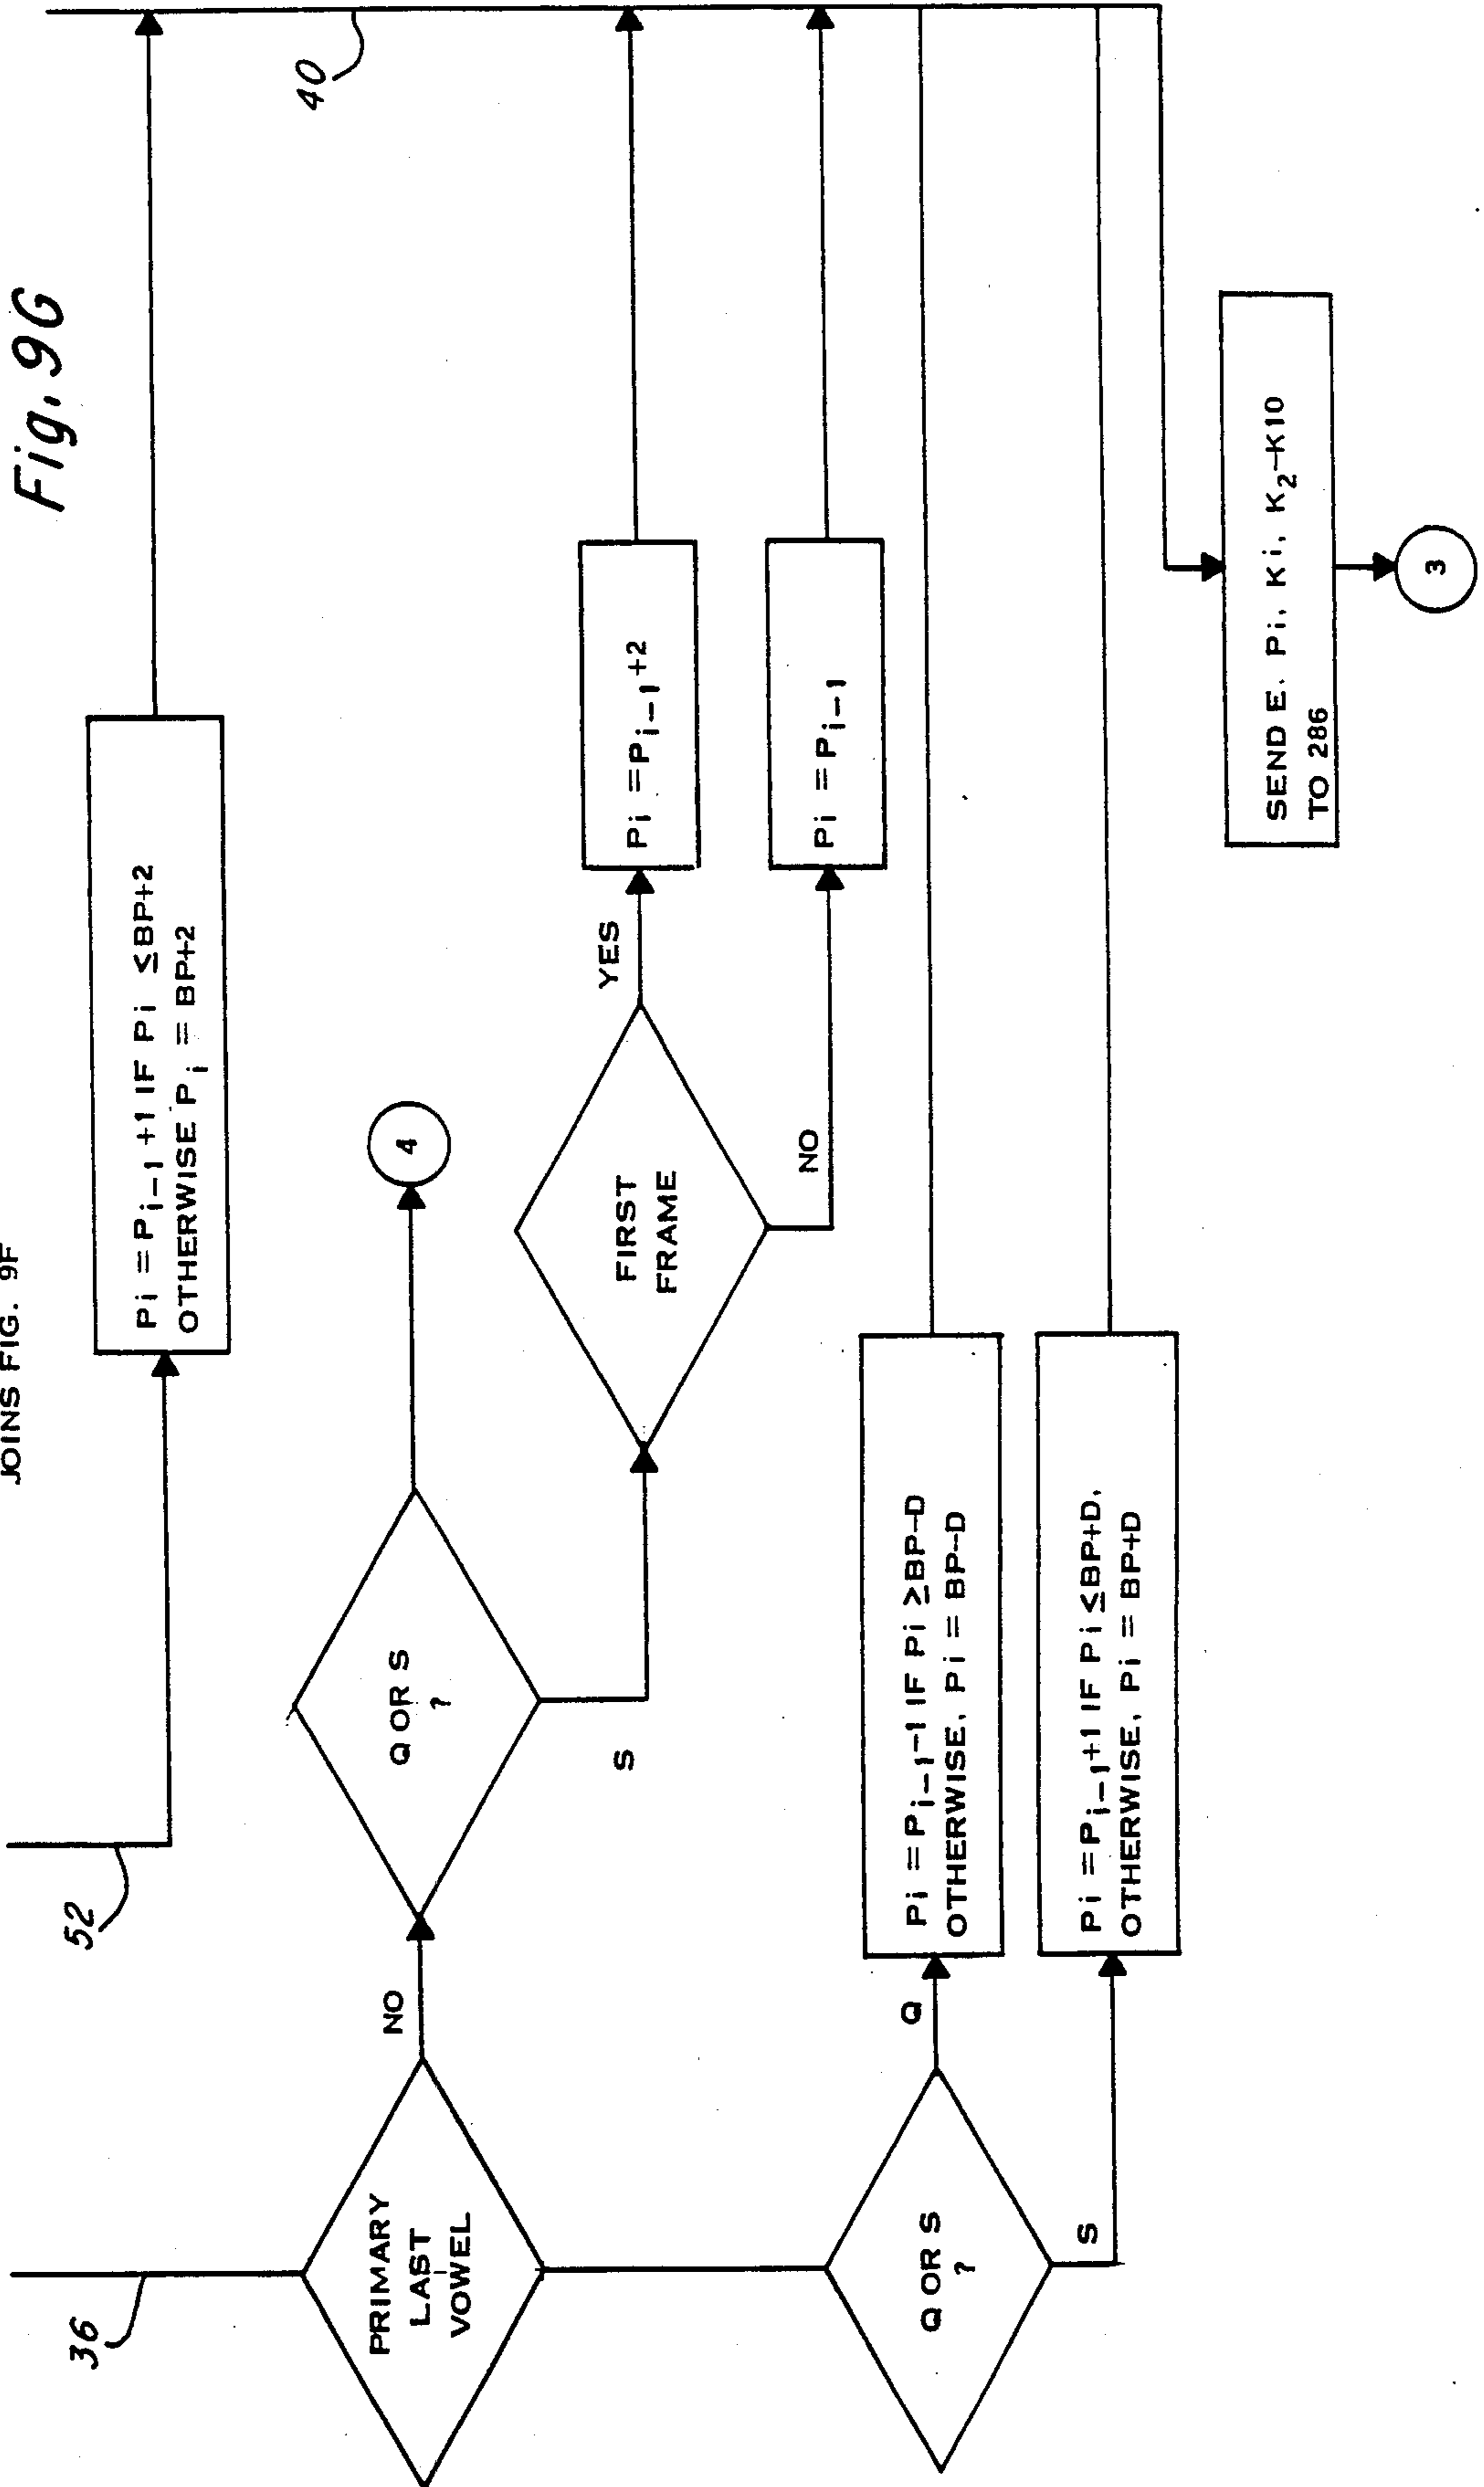 Fig. 9G
JOINS FIG. 9F
36
52
40
Pi = Pi–1 +1 IF Pi ≤BP+2
OTHERWISE Pi = BP+2
PRIMARY
LAST
VOWEL
NO
Q OR S
?
4
S
FIRST
FRAME
YES
Pi = Pi–1+2
NO
Pi = Pi–1
Q OR S
?
Q
Pi = Pi–1–1 IF Pi ≥BP–D
OTHERWISE, Pi = BP–D
S
Pi = Pi–1+1 IF Pi ≤BP+D,
OTHERWISE, Pi = BP+D
SEND E, Pi, Ki, K2–K10
TO 286
3